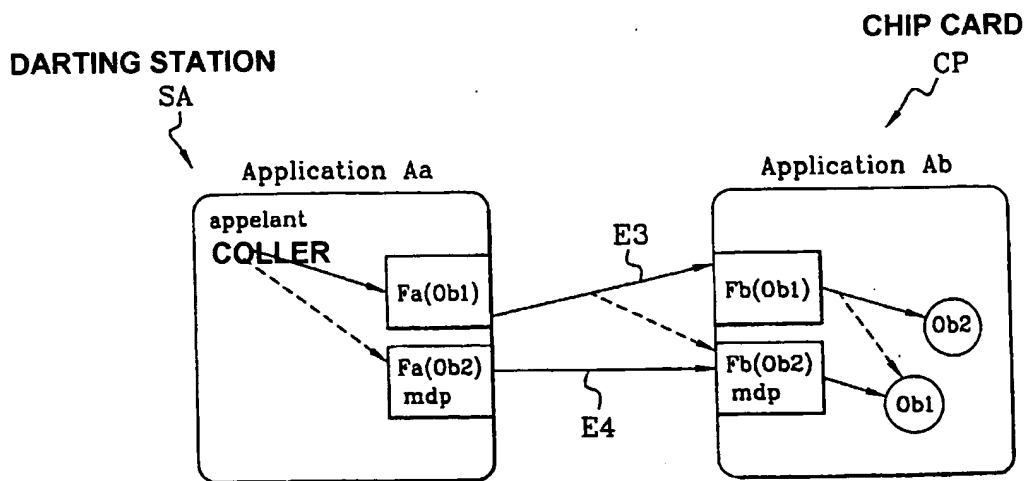 CHIP CARD
CP
DARTING STATION
SA
Application Aa
Application Ab
appelant
COLLER
E3
Fa(Ob1)
Fb(Ob1)
Ob2
Fa(Ob2)
mdp
Fb(Ob2)
mdp
Ob1
E4